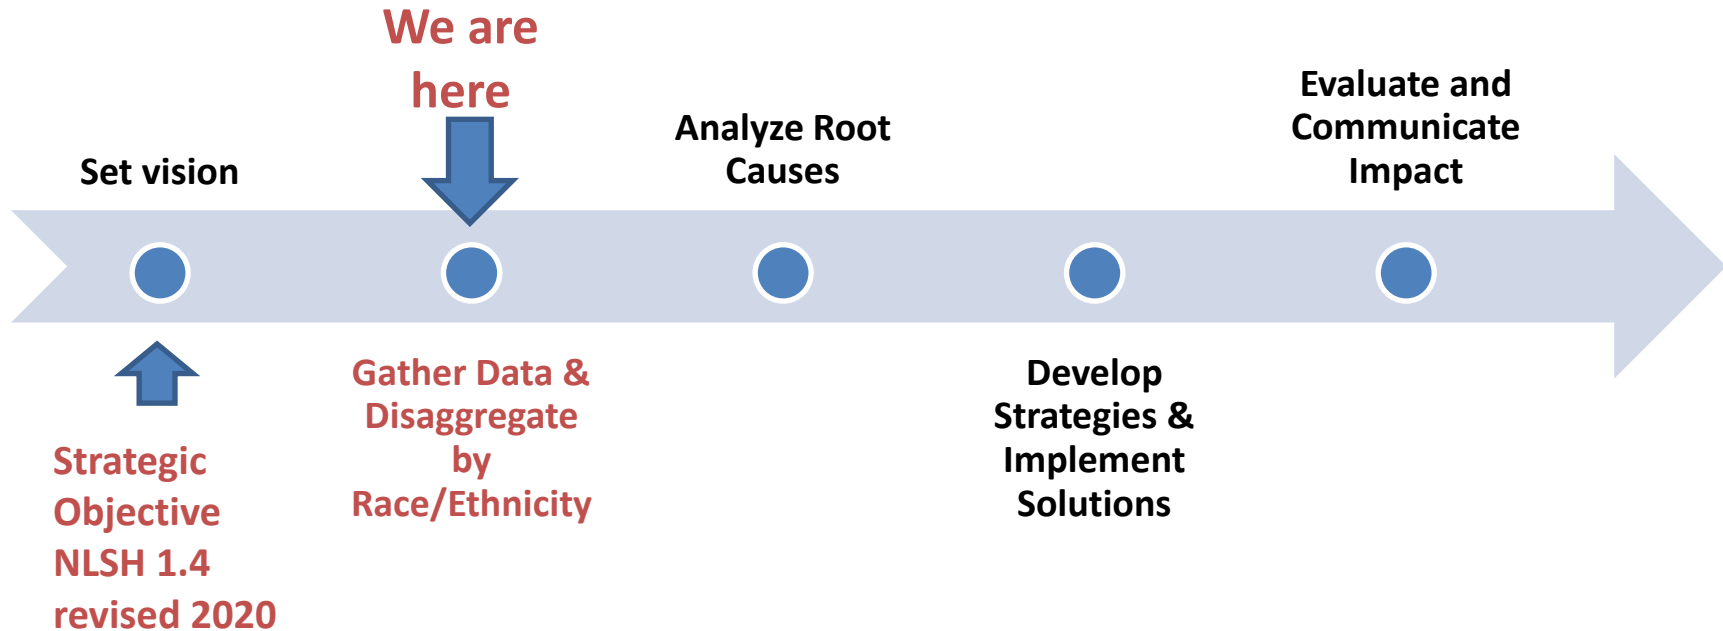 We are
here
Set vision
Analyze Root
Causes
Evaluate and
Communicate
Impact
Strategic
Objective
NLSH 1.4
revised 2020
Gather Data &
Disaggregate
by
Race/Ethnicity
Develop
Strategies &
Implement
Solutions